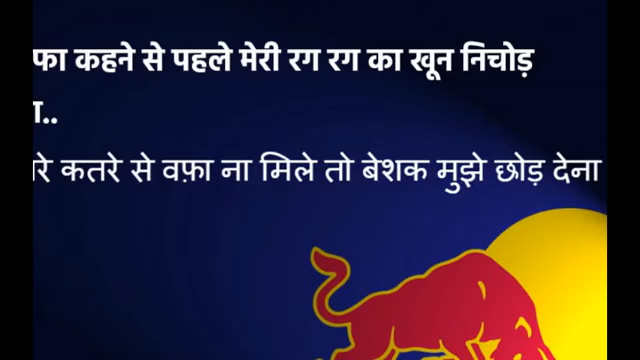 फा कहने से पहले मेरी रग रग का खून निचोड़
ा..
रे कतरे से वफ़ा ना मिले तो बेशक मुझे छोड़ देना